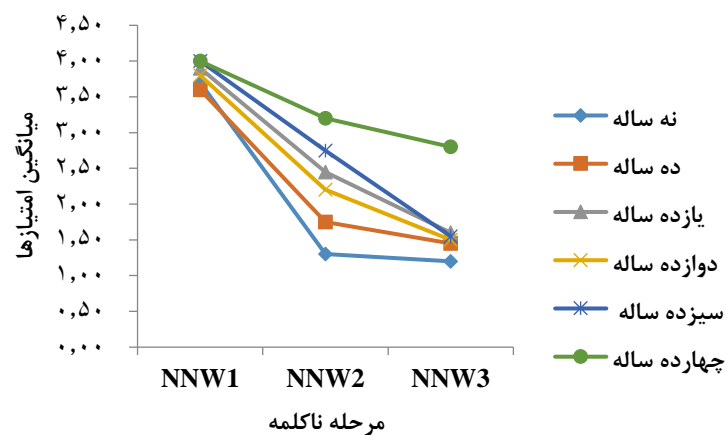 میانگین امتیازها
۴,۵۰
۴,۰۰
۳,۵۰
۳,۰۰
۲,۵۰
۲,۰۰
۱,۵۰
۱,۰۰
۰,۵۰
۰,۰۰
NNW1 NNW2 NNW3
مرحله ناکلمه
نه ساله
ده ساله
یازده ساله
دوازده ساله
سیزده ساله
چهارده ساله